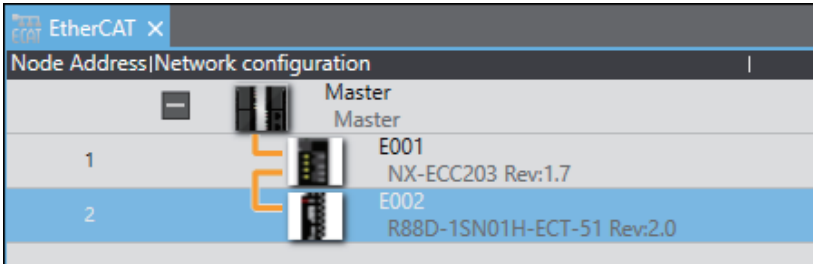 ECAT EtherCAT ×
Node Address|Network configuration |
Master
Master
1
E001
NX-ECC203 Rev:1.7
2
E002
R88D-1SN01H-ECT-51 Rev:2.0